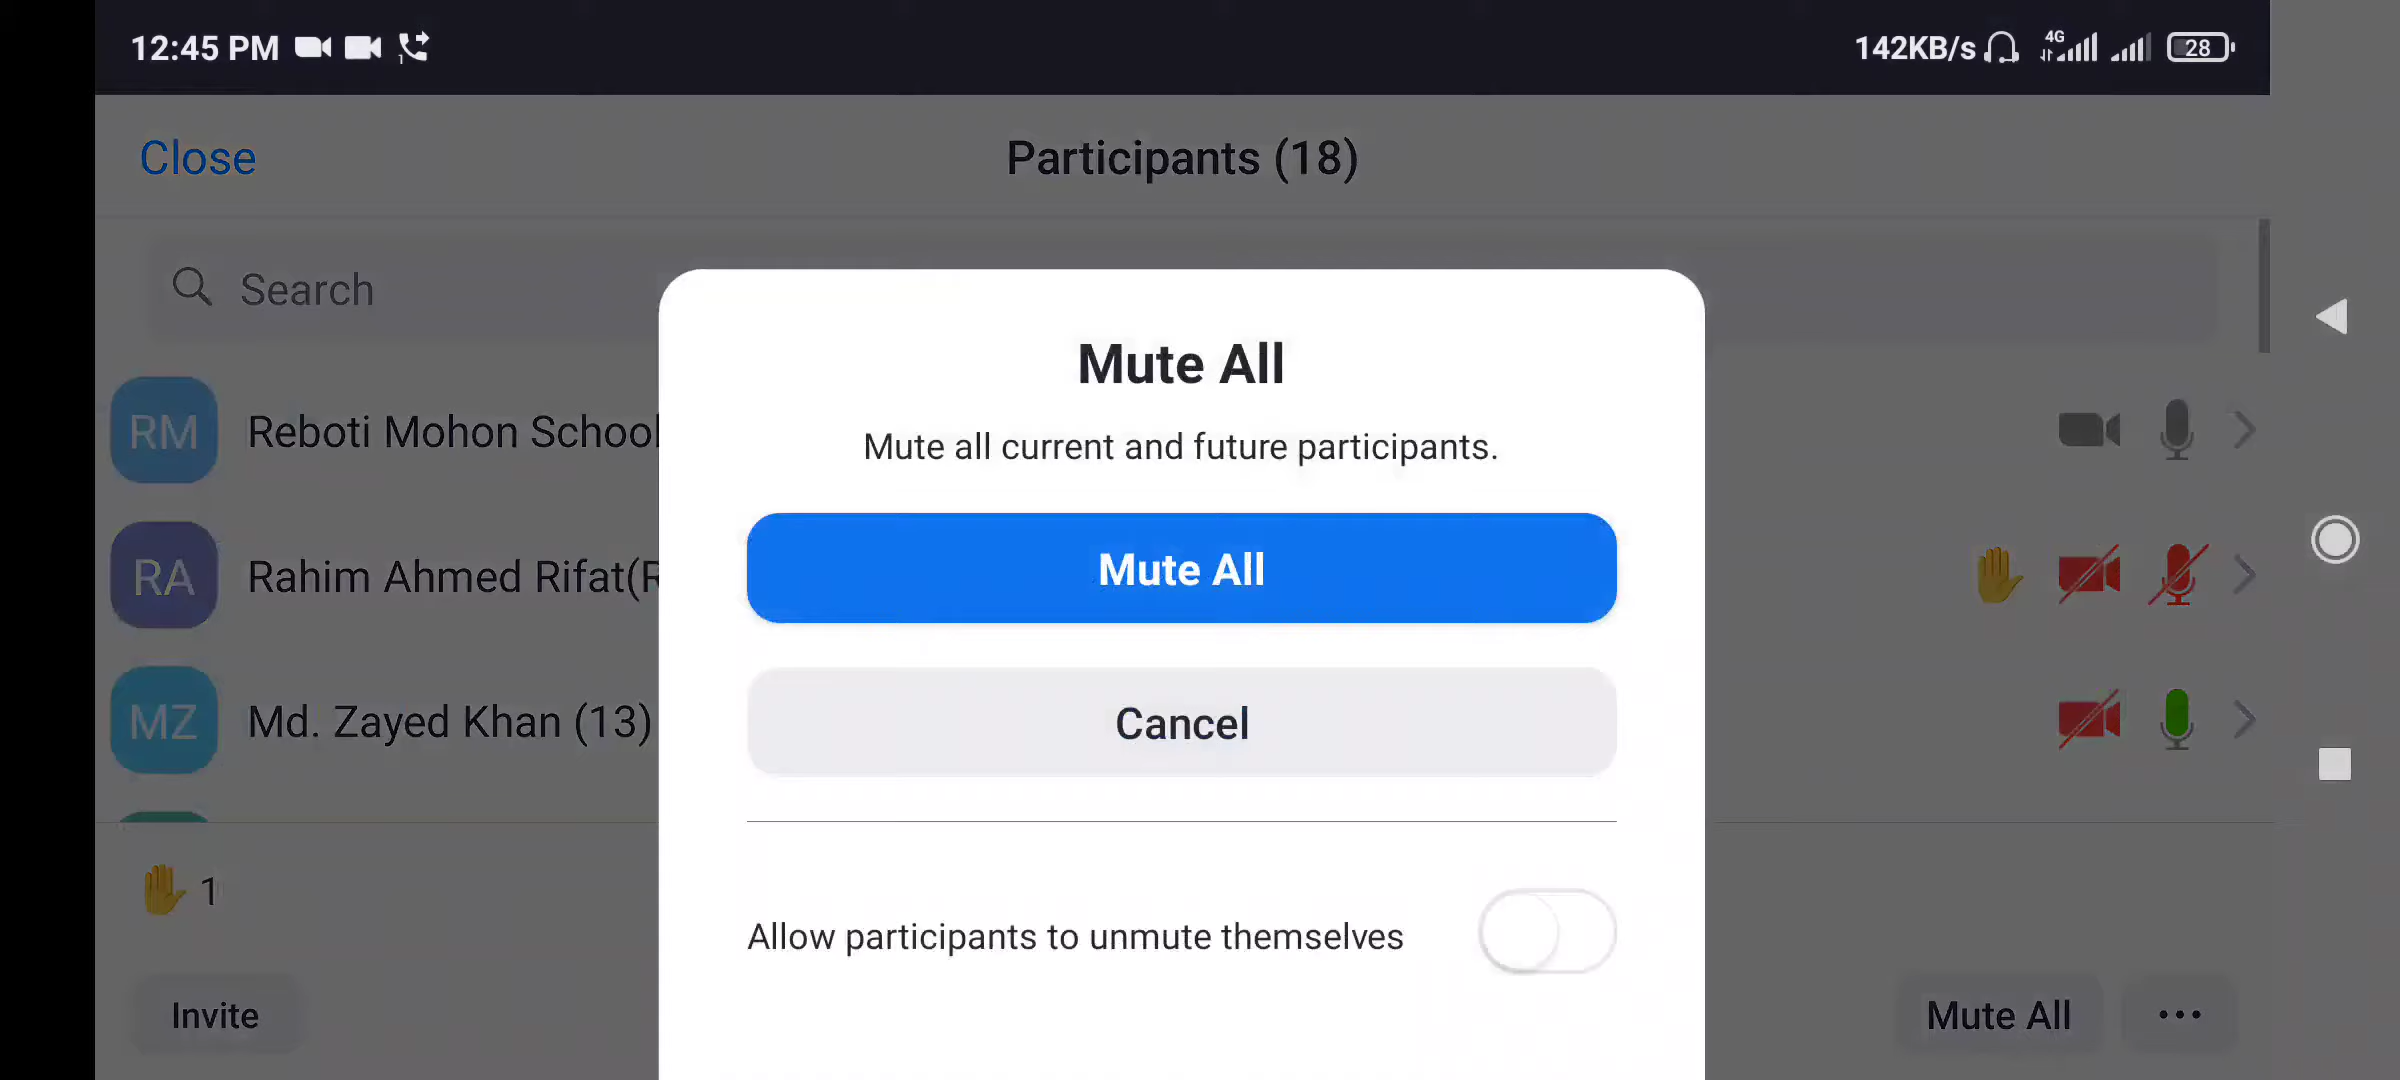 12:45 PM
1
142KB/s 4G 28
Close
Participants (18)
Search
Mute All
Mute all current and future participants.
RM Reboti Mohon School
Mute All
RA Rahim Ahmed Rifat(R
Cancel
MZ Md. Zayed Khan (13)
1
Allow participants to unmute themselves
Invite
Mute All